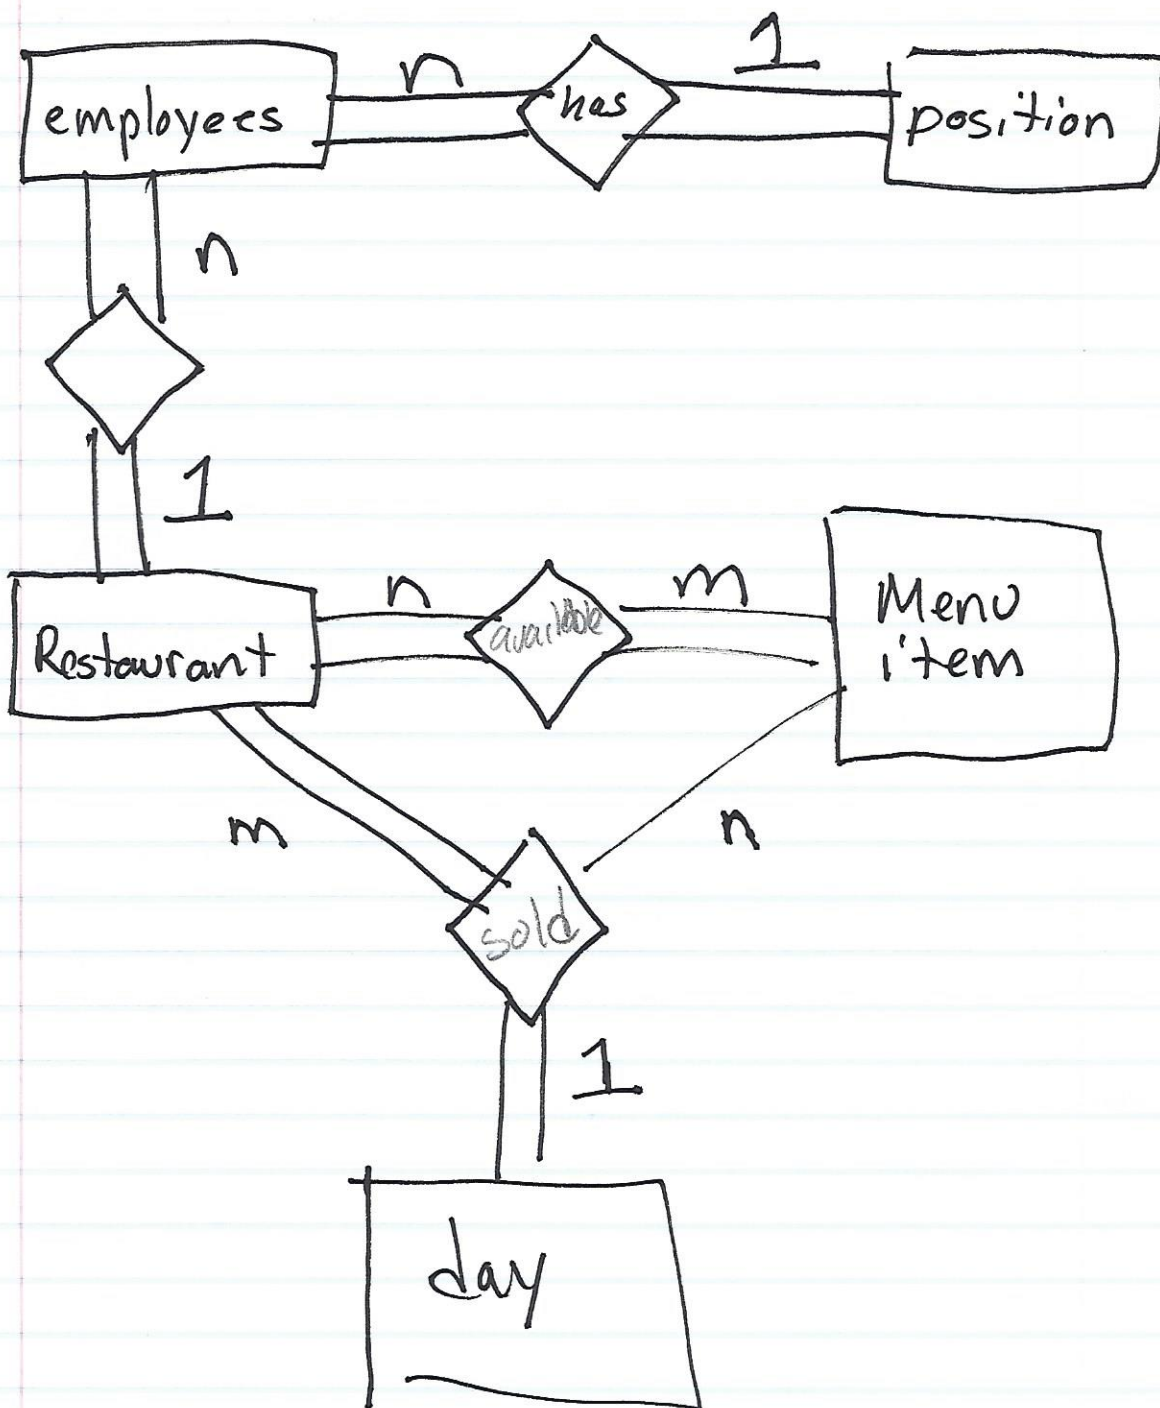 employees
n
has
1
position
n
1
Restaurant
n
available
m
Menu
item
m
n
sold
1
day